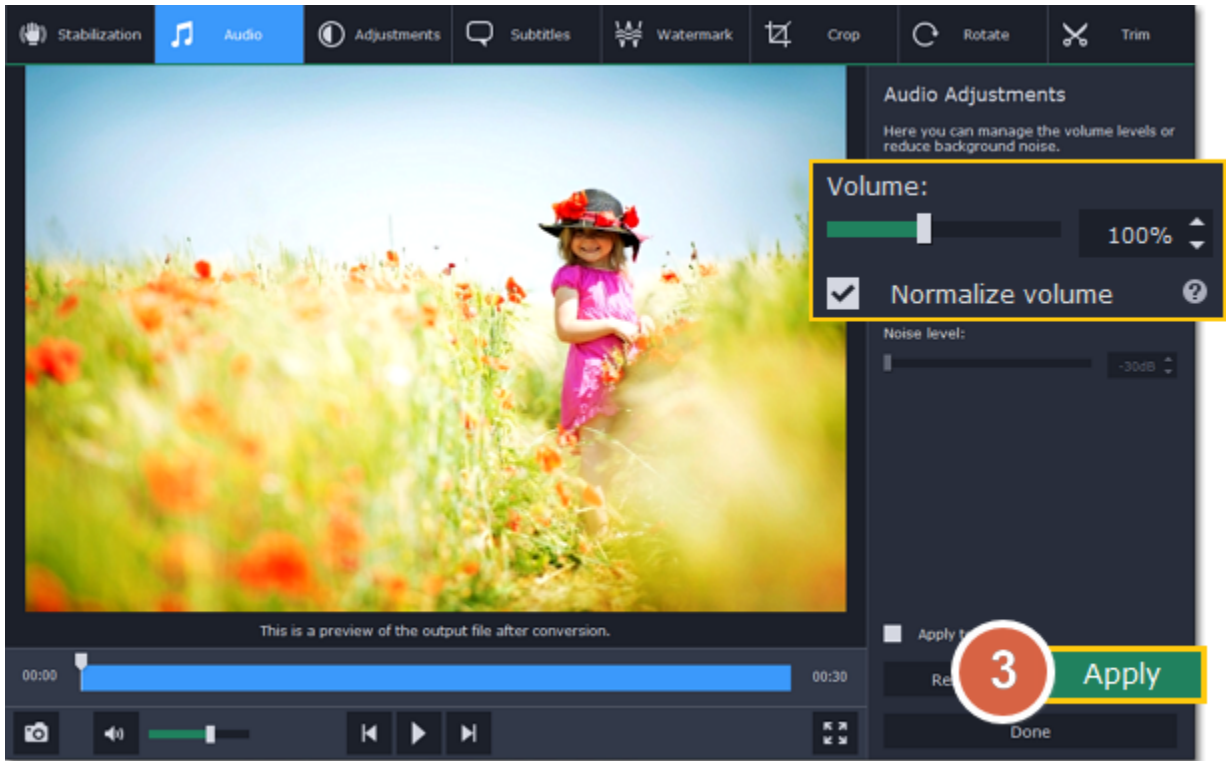 Stabilization
Audio
Adjustments
Subtitles
Watermark
Crop
Rotate
Trim
Audio Adjustments
Here you can manage the volume levels or
reduce background noise.
Volume:
100%
Normalize volume
?
Noise level:
-30dB
This is a preview of the output file after conversion.
Apply
00:00
00:30
3
Apply
Done